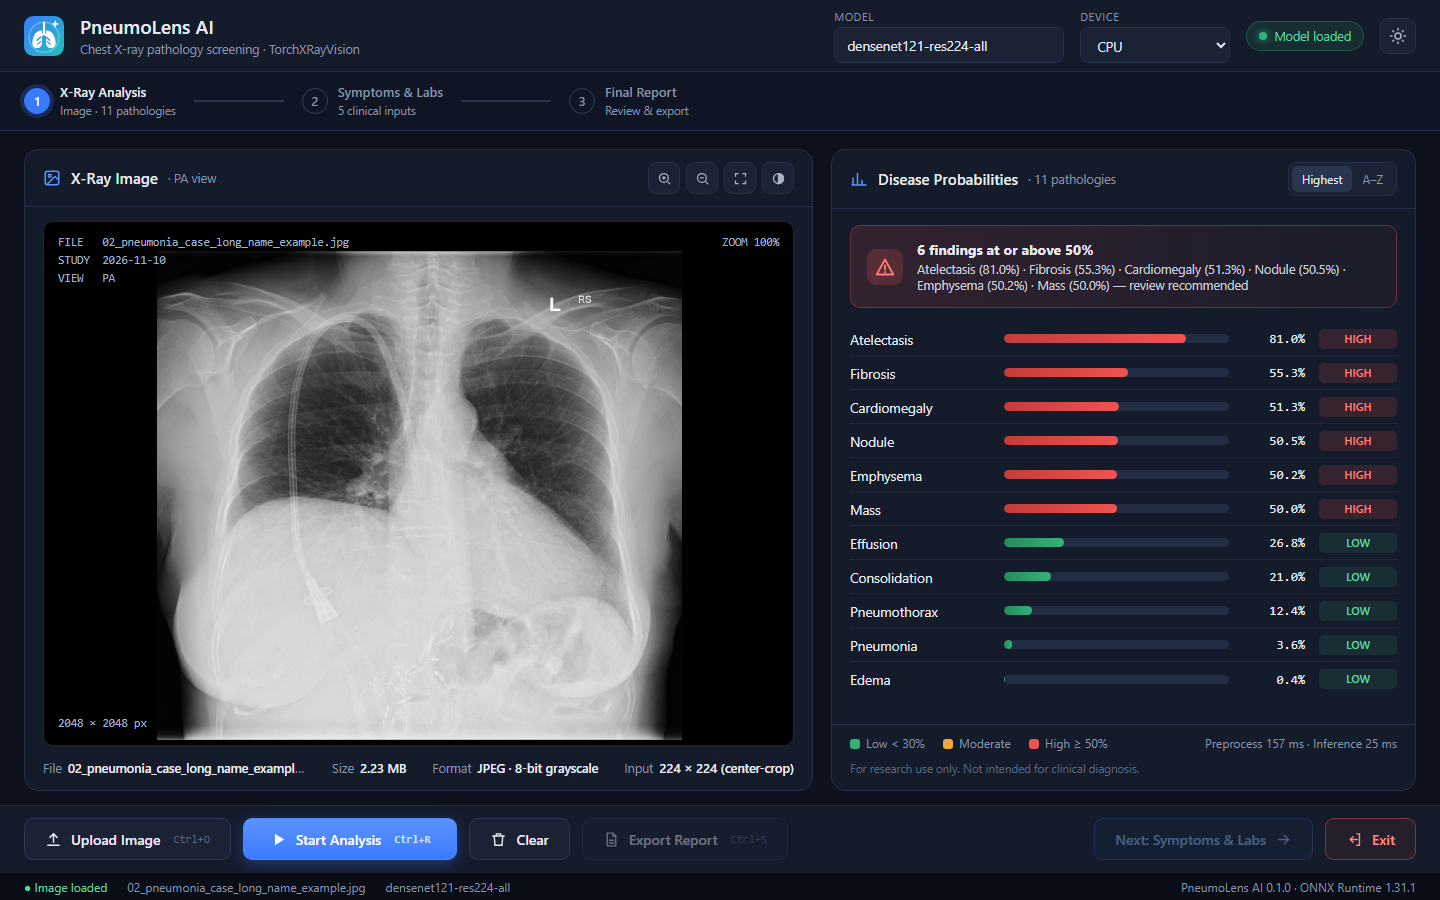 PneumoLens AI
Chest X-ray pathology screening · TorchXRayVision
MODEL
densenet121-res224-all
DEVICE
CPU
Model loaded
1
X-Ray Analysis
Image · 11 pathologies
2
Symptoms & Labs
5 clinical inputs
3
Final Report
Review & export
X-Ray Image · PA view
FILE 02_pneumonia_case_long_name_example.jpg
STUDY 2026-11-10
VIEW PA
ZOOM 100%
L RS
2048 × 2048 px
File 02_pneumonia_case_long_name_exampl...
Size 2.23 MB
Format JPEG · 8-bit grayscale
Input 224 × 224 (center-crop)
Disease Probabilities · 11 pathologies
Highest A–Z
6 findings at or above 50%
Atelectasis (81.0%) · Fibrosis (55.3%) · Cardiomegaly (51.3%) · Nodule (50.5%) ·
Emphysema (50.2%) · Mass (50.0%) — review recommended
Atelectasis 81.0% HIGH
Fibrosis 55.3% HIGH
Cardiomegaly 51.3% HIGH
Nodule 50.5% HIGH
Emphysema 50.2% HIGH
Mass 50.0% HIGH
Effusion 26.8% LOW
Consolidation 21.0% LOW
Pneumothorax 12.4% LOW
Pneumonia 3.6% LOW
Edema 0.4% LOW
Low < 30% Moderate High ≥ 50%
Preprocess 157 ms · Inference 25 ms
For research use only. Not intended for clinical diagnosis.
Upload Image Ctrl+O
Start Analysis Ctrl+R
Clear
Export Report Ctrl+S
Next: Symptoms & Labs →
Exit
● Image loaded 02_pneumonia_case_long_name_example.jpg densenet121-res224-all
PneumoLens AI 0.1.0 · ONNX Runtime 1.31.1